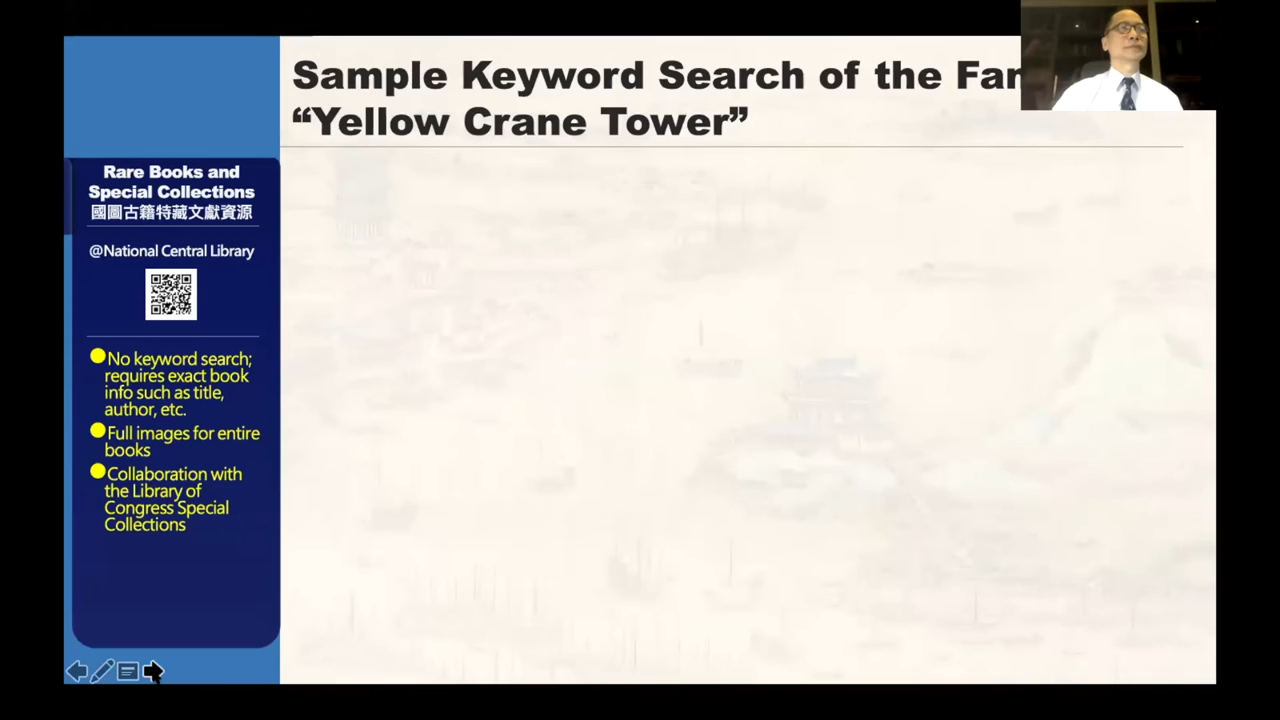 Sample Keyword Search of the
“Yellow Crane Tower”
Rare Books and
Special Collections
國圖古籍特藏文獻資源
@National Central Library
No keyword search;
requires exact book
info such as title,
author, etc.
Full images for entire
books
Collaboration with
the Library of
Congress Special
Collections